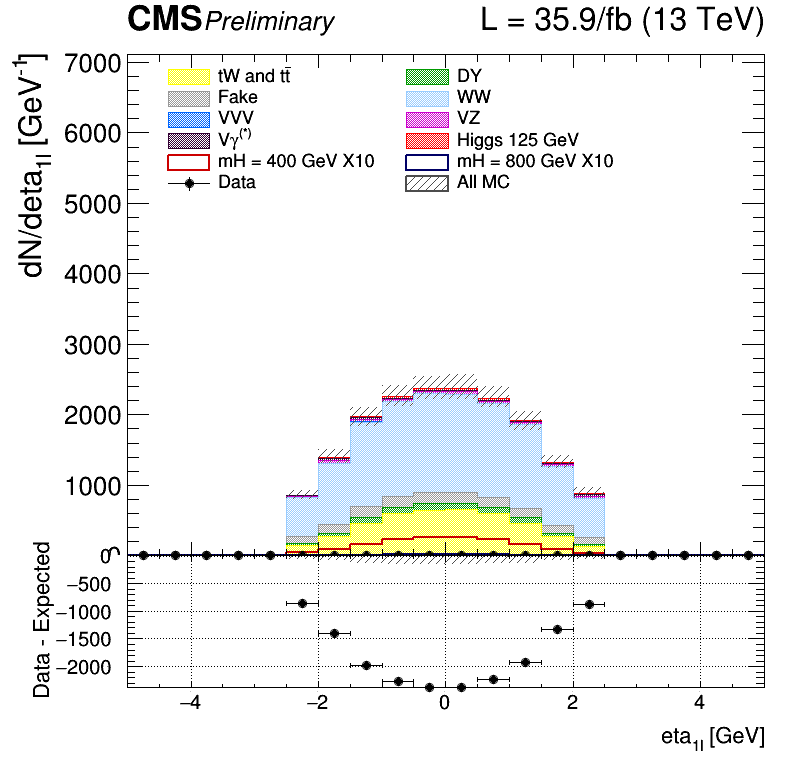 CMS Preliminary L = 35.9/fb (13 TeV)
dN/deta1l [GeV-1]
7000
6000
5000
4000
3000
2000
1000
0
tW and tt̄
DY
Fake
WW
VVV
VZ
Vγ(*)
Higgs 125 GeV
mH = 400 GeV X10
mH = 800 GeV X10
Data
All MC
Data - Expected
−500
−1000
−1500
−2000
−4 −2 0 2 4
eta1l [GeV]